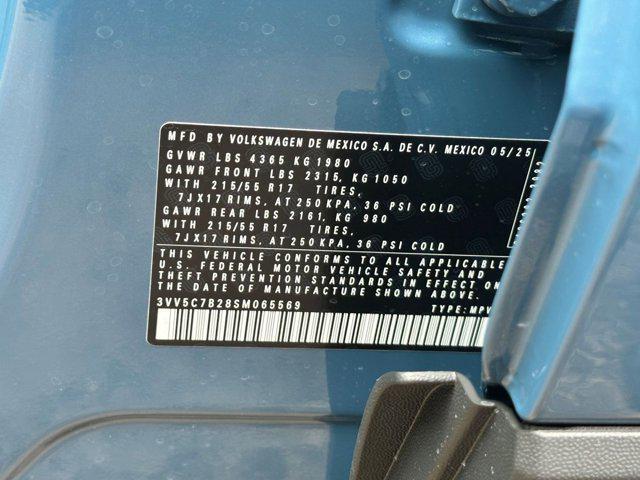 MFD BY VOLKSWAGEN DE MEXICO S.A. DE C.V. MEXICO 05/25
GVWR LBS 4365 KG 1980
GAWR FRONT LBS 2315, KG 1050
WITH 215/55 R17 TIRES,
7JX17 RIMS, AT 250 KPA, 36 PSI COLD
GAWR REAR LBS 2161, KG 980
WITH 215/55 R17 TIRES,
7JX17 RIMS, AT 250 KPA, 36 PSI COLD
THIS VEHICLE CONFORMS TO ALL APPLICABLE
U.S. FEDERAL MOTOR VEHICLE SAFETY AND
THEFT PREVENTION STANDARDS IN EFFECT ON
THE DATE OF MANUFACTURE SHOWN ABOVE.
3VV5C7B28SM065569 TYPE: MPV